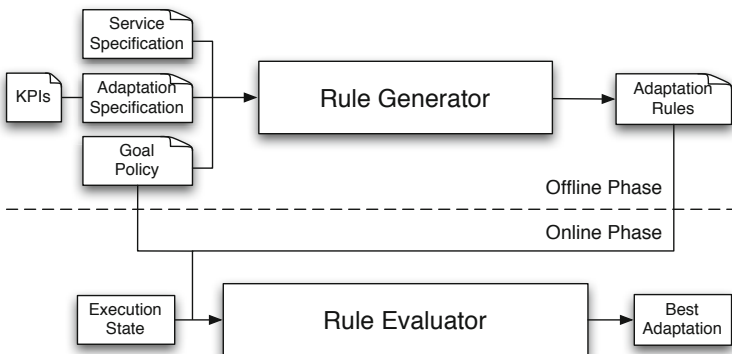 Service
Specification
KPIs
Adaptation
Specification
Rule Generator
Adaptation
Rules
Goal
Policy
Offline Phase
Online Phase
Execution
State
Rule Evaluator
Best
Adaptation